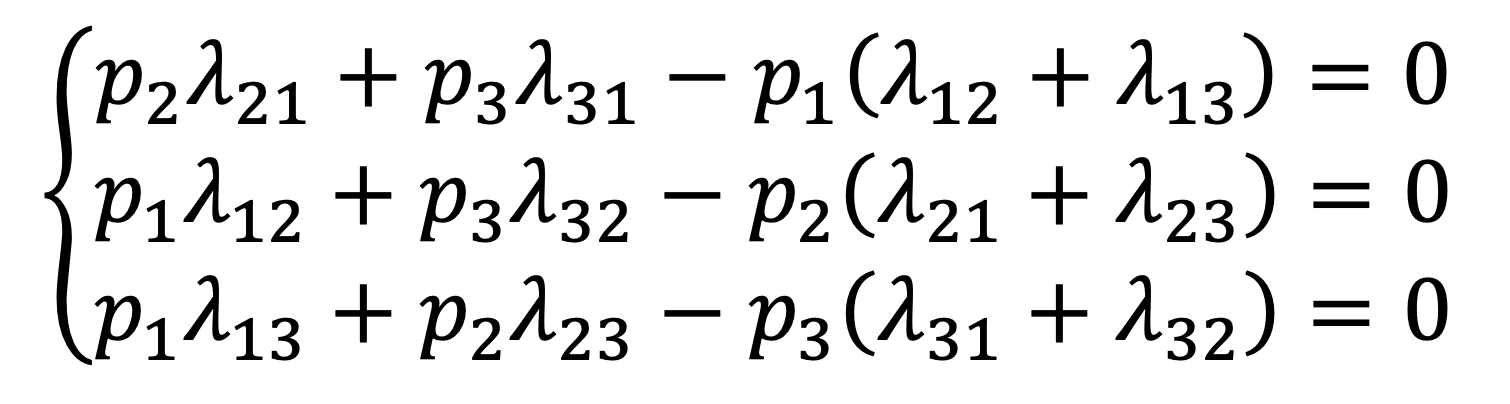 p₂λ₂₁ + p₃λ₃₁ − p₁(λ₁₂ + λ₁₃) = 0
p₁λ₁₂ + p₃λ₃₂ − p₂(λ₂₁ + λ₂₃) = 0
p₁λ₁₃ + p₂λ₂₃ − p₃(λ₃₁ + λ₃₂) = 0